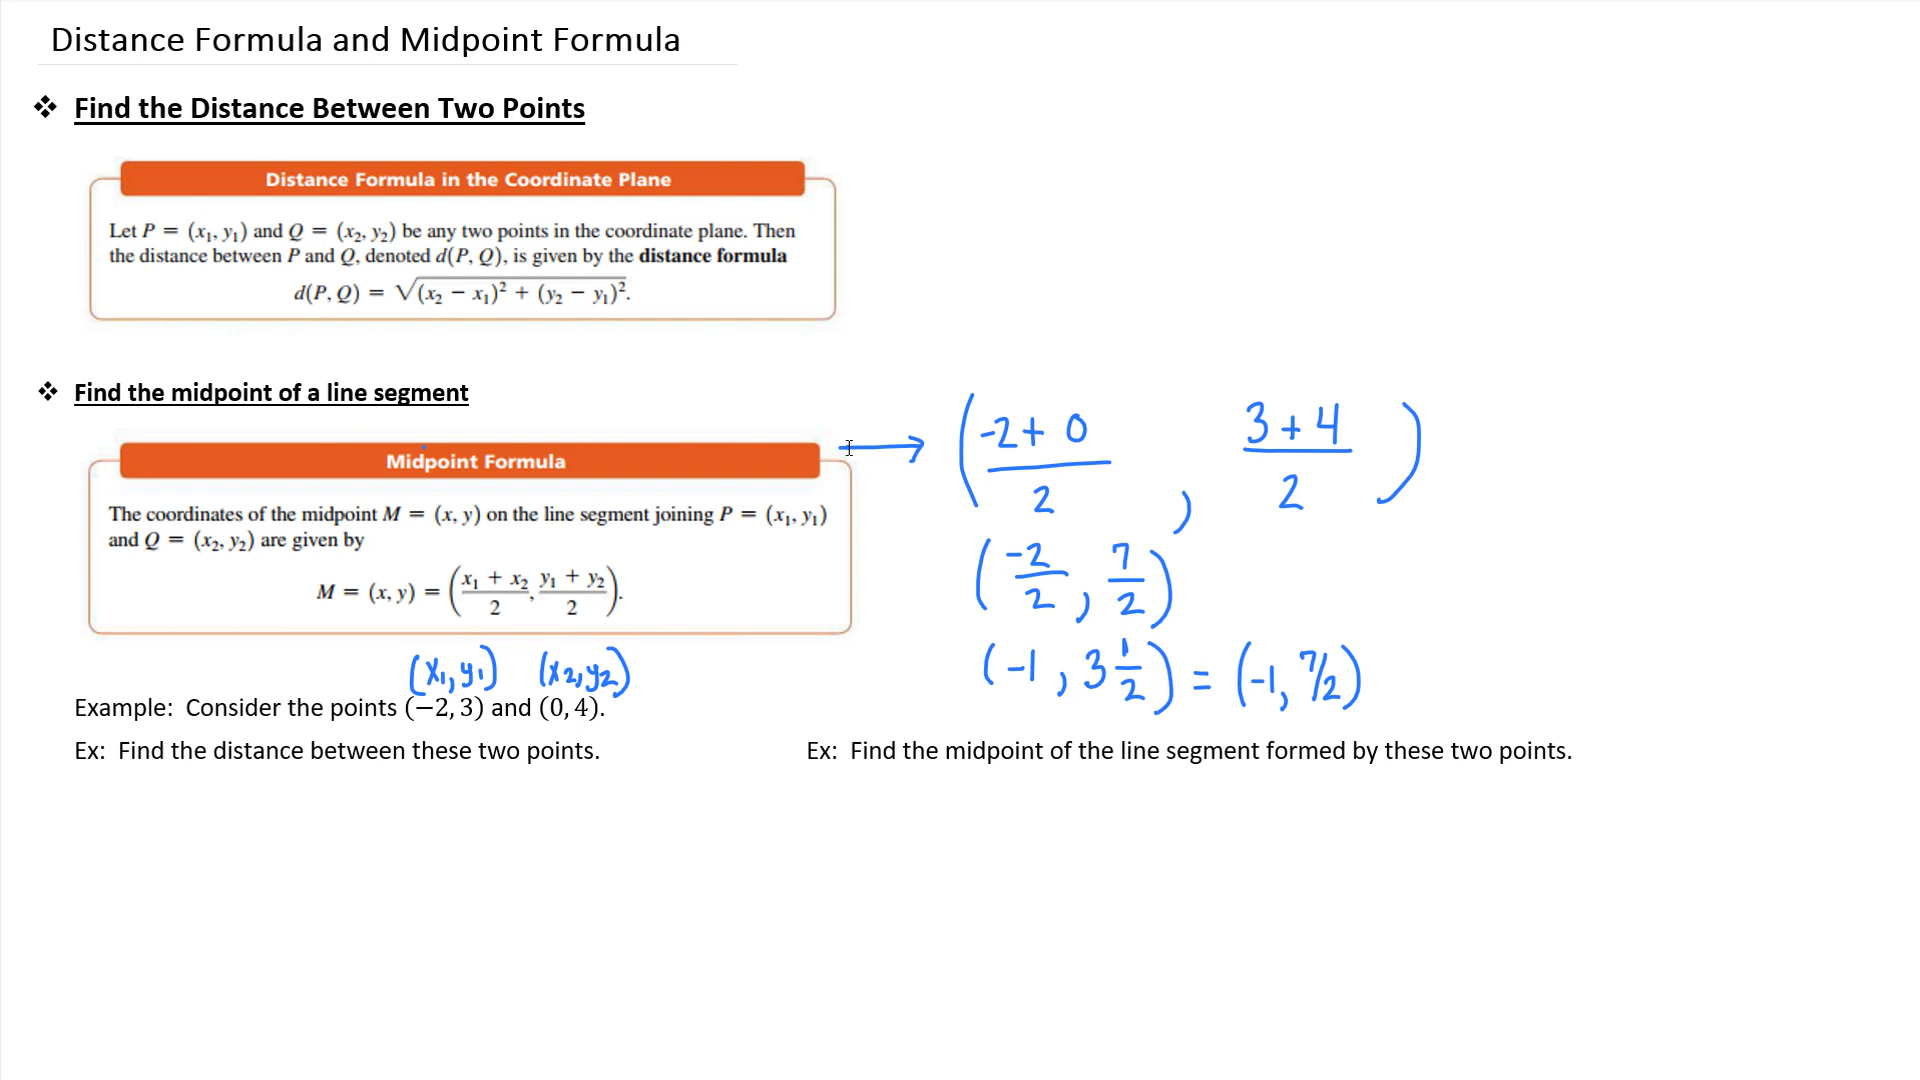 Distance Formula and Midpoint Formula
❖ Find the Distance Between Two Points
Distance Formula in the Coordinate Plane
Let P = (x₁, y₁) and Q = (x₂, y₂) be any two points in the coordinate plane. Then
the distance between P and Q, denoted d(P, Q), is given by the distance formula
d(P, Q) = √((x₂ − x₁)² + (y₂ − y₁)²).
❖ Find the midpoint of a line segment
Midpoint Formula
The coordinates of the midpoint M = (x, y) on the line segment joining P = (x₁, y₁)
and Q = (x₂, y₂) are given by
M = (x, y) = ((x₁ + x₂)/2, (y₁ + y₂)/2).
→ ((-2 + 0)/2, (3 + 4)/2)
(-2/2, 7/2)
(-1, 3 1/2) = (-1, 7/2)
(x₁, y₁) (x₂, y₂)
Example: Consider the points (−2, 3) and (0, 4).
Ex: Find the distance between these two points.
Ex: Find the midpoint of the line segment formed by these two points.